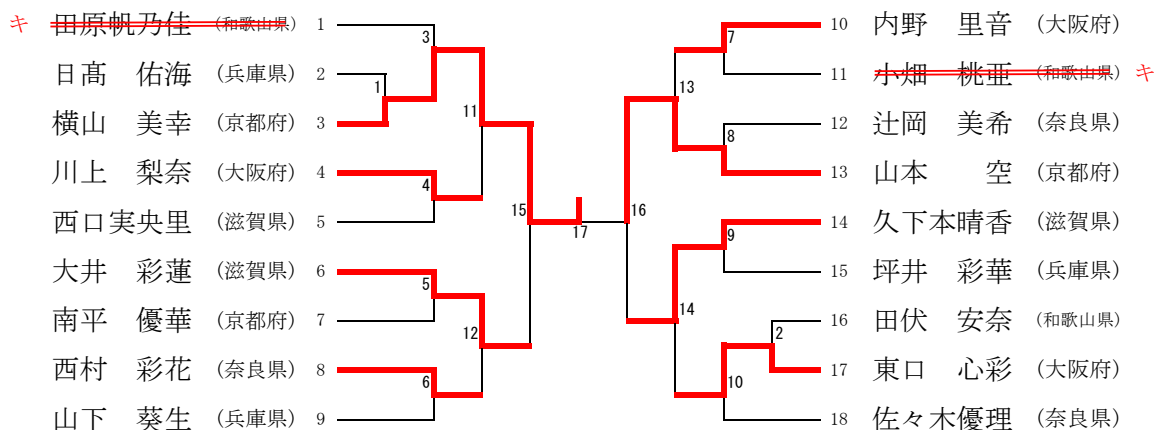 キ 田原帆乃佳 (和歌山県) 1
日髙 佑海 (兵庫県) 2
横山 美幸 (京都府) 3
川上 梨奈 (大阪府) 4
西口実央里 (滋賀県) 5
大井 彩蓮 (滋賀県) 6
南平 優華 (京都府) 7
西村 彩花 (奈良県) 8
山下 葵生 (兵庫県) 9
3
1
11
4
15
5
12
6
17
7
13
8
16
9
14
2
10
10 内野 里音 (大阪府)
11 小畑 桃亜 (和歌山県) キ
12 辻岡 美希 (奈良県)
13 山本 空 (京都府)
14 久下本晴香 (滋賀県)
15 坪井 彩華 (兵庫県)
16 田伏 安奈 (和歌山県)
17 東口 心彩 (大阪府)
18 佐々木優理 (奈良県)